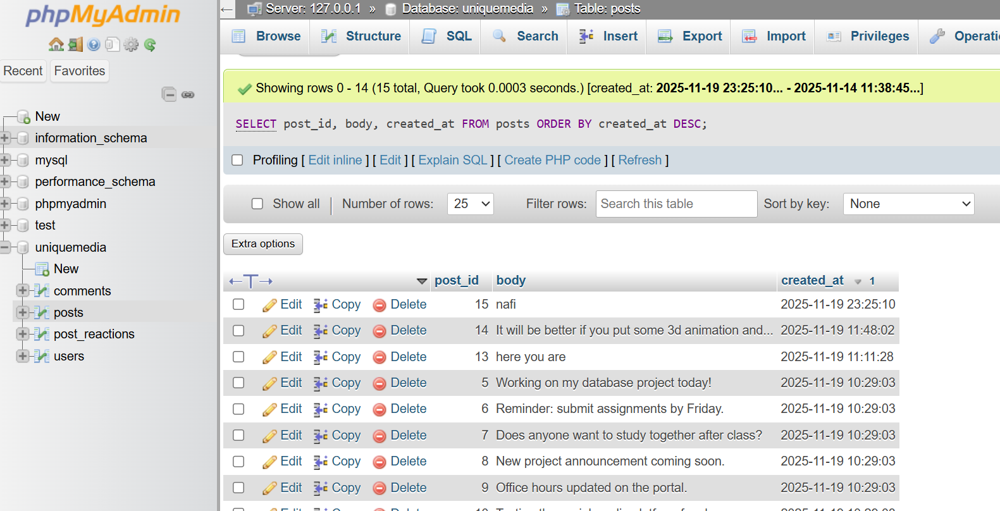 phpMyAdmin
Recent Favorites
New
information_schema
mysql
performance_schema
phpmyadmin
test
uniquemedia
New
comments
posts
post_reactions
users
Server: 127.0.0.1 » Database: uniquemedia » Table: posts
Browse Structure SQL Search Insert Export Import Privileges
Showing rows 0 - 14 (15 total, Query took 0.0003 seconds.) [created_at: 2025-11-19 23:25:10... - 2025-11-14 11:38:45...]
SELECT post_id, body, created_at FROM posts ORDER BY created_at DESC;
Profiling [ Edit inline ] [ Edit ] [ Explain SQL ] [ Create PHP code ] [ Refresh ]
Show all | Number of rows: 25 Filter rows: Search this table Sort by key: None
Extra options
post_id body created_at 1
Edit Copy Delete 15 nafi 2025-11-19 23:25:10
Edit Copy Delete 14 It will be better if you put some 3d animation and... 2025-11-19 11:48:02
Edit Copy Delete 13 here you are 2025-11-19 11:11:28
Edit Copy Delete 5 Working on my database project today! 2025-11-19 10:29:03
Edit Copy Delete 6 Reminder: submit assignments by Friday. 2025-11-19 10:29:03
Edit Copy Delete 7 Does anyone want to study together after class? 2025-11-19 10:29:03
Edit Copy Delete 8 New project announcement coming soon. 2025-11-19 10:29:03
Edit Copy Delete 9 Office hours updated on the portal. 2025-11-19 10:29:03